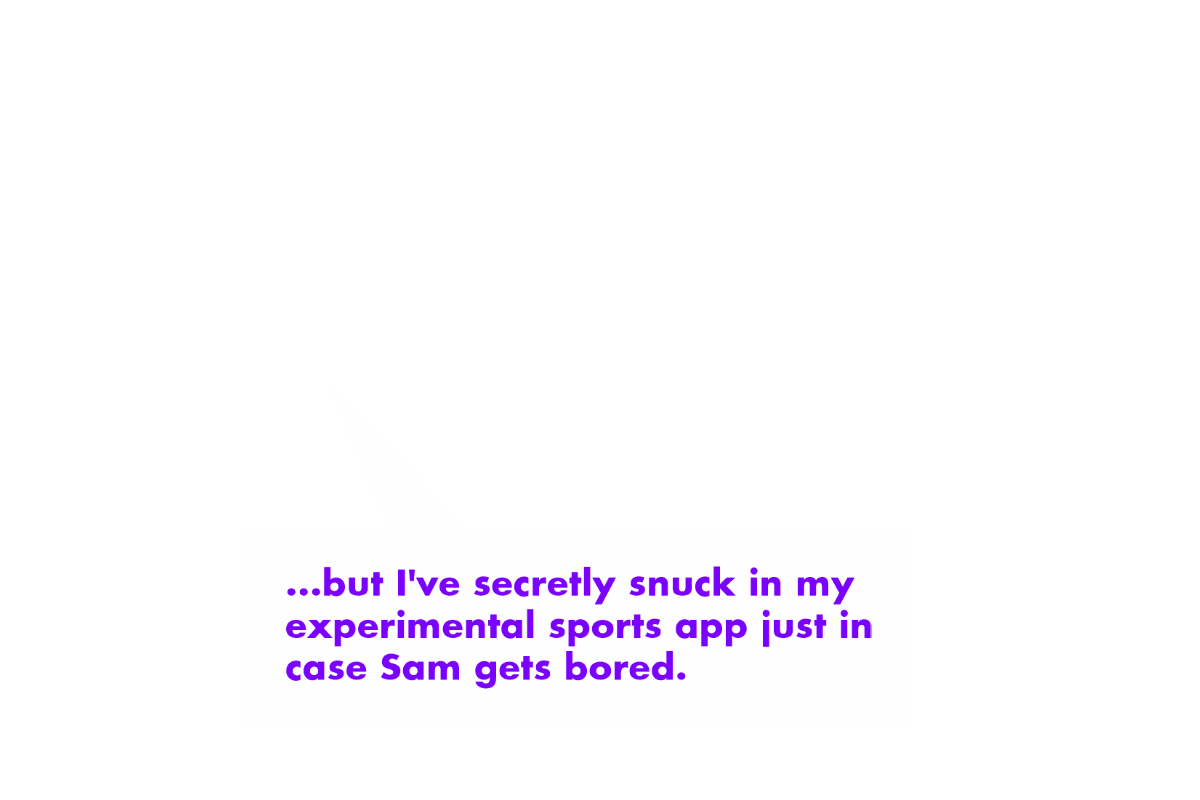 ...but I've secretly snuck in my
experimental sports app just in
case Sam gets bored.